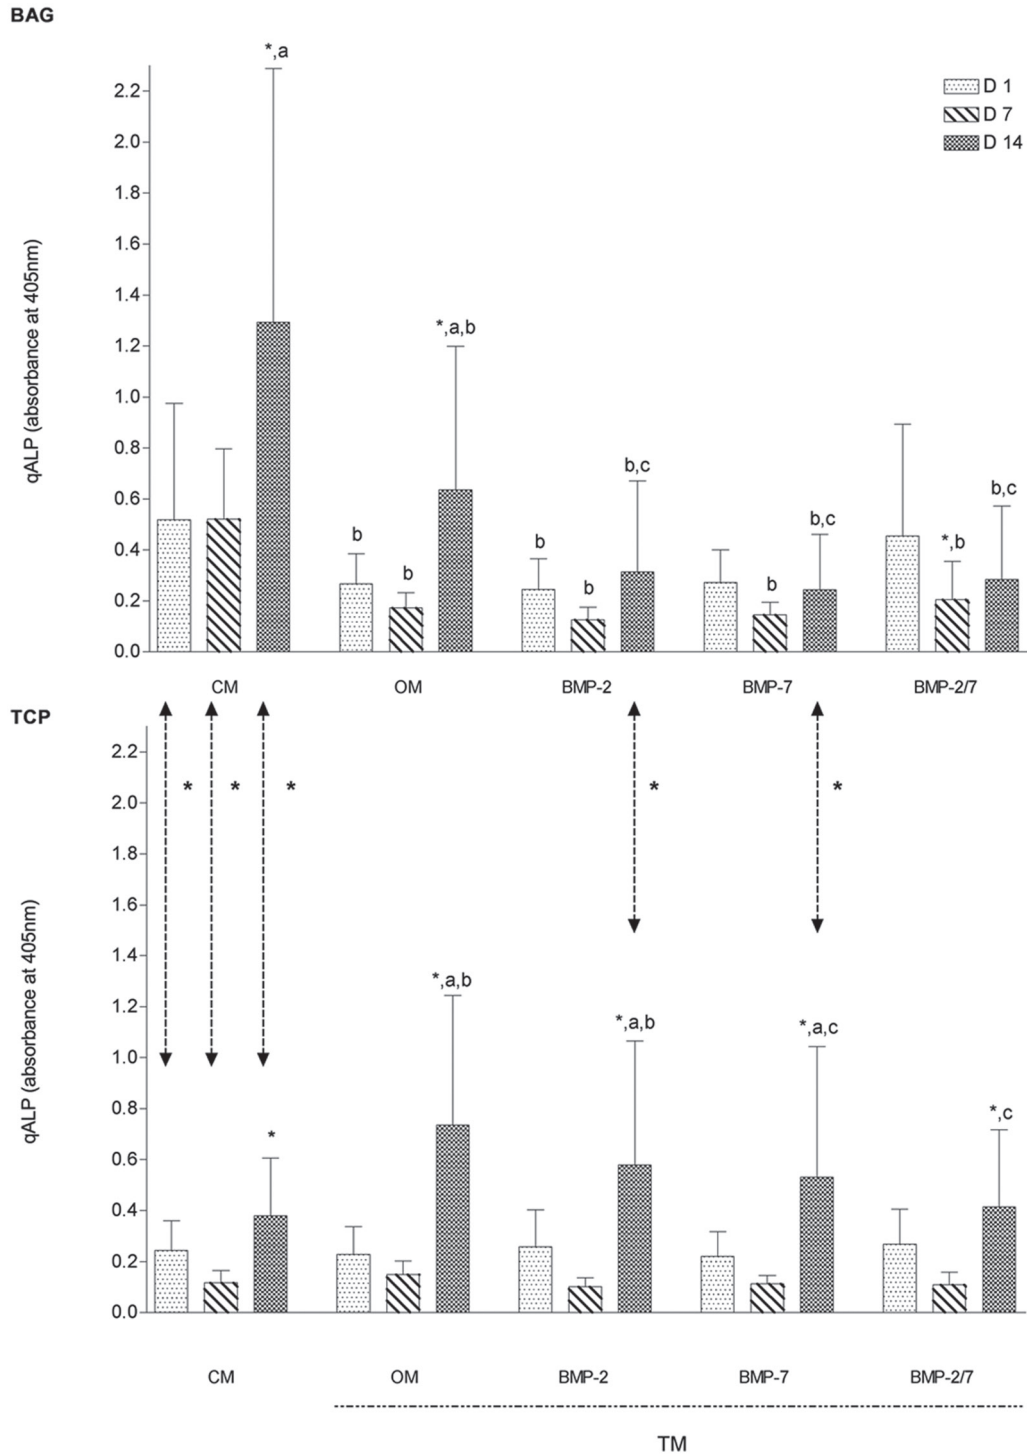 BAG
*,a
D 1
D 7
D 14
2.2
2.0
1.8
1.6
1.4
1.2
1.0
0.8
0.6
0.4
0.2
0.0
qALP (absorbance at 405nm)
*,a,b
b
b
b
b
b,c
b
b,c
*,b
b,c
CM OM BMP-2 BMP-7 BMP-2/7
TCP
* * * * *
2.2
2.0
1.8
1.6
1.4
1.2
1.0
0.8
0.6
0.4
0.2
0.0
qALP (absorbance at 405nm)
*
*,a,b
*,a,b
*,a,c
*,c
CM OM BMP-2 BMP-7 BMP-2/7
TM